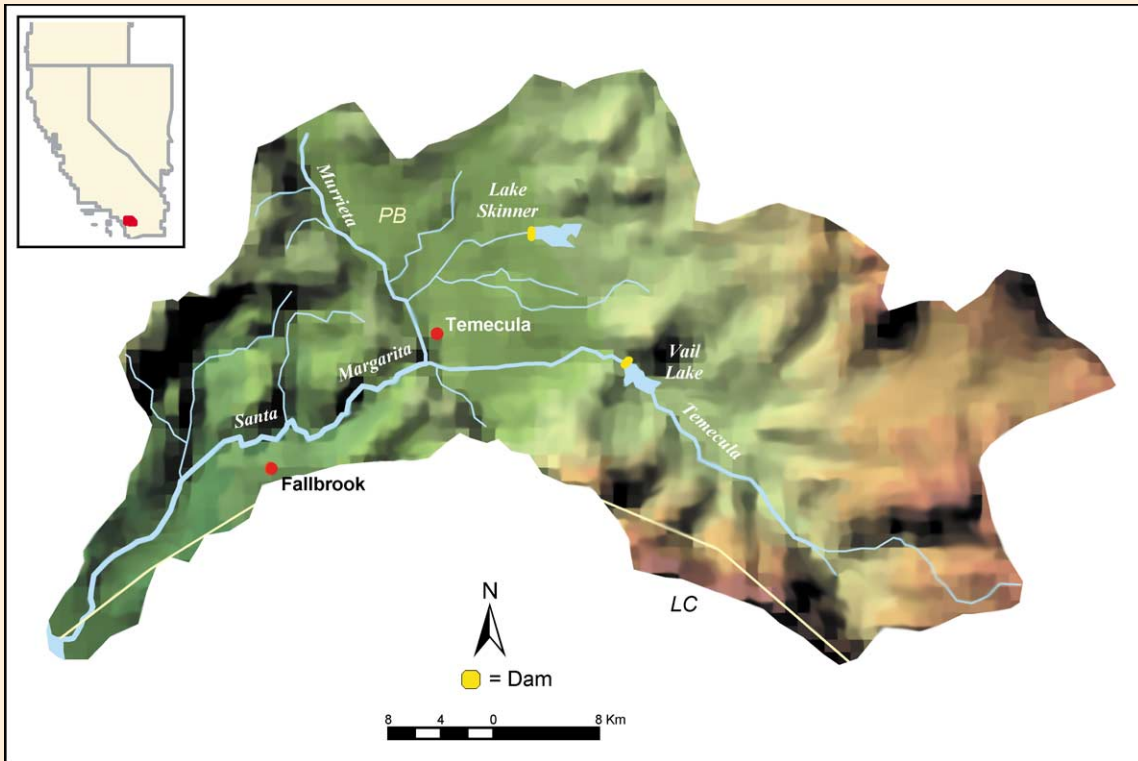 Murrieta
PB
Lake
Skinner
Temecula
Margarita
Vail
Lake
Santa
Temecula
Fallbrook
LC
N
= Dam
8 4 0 8 Km